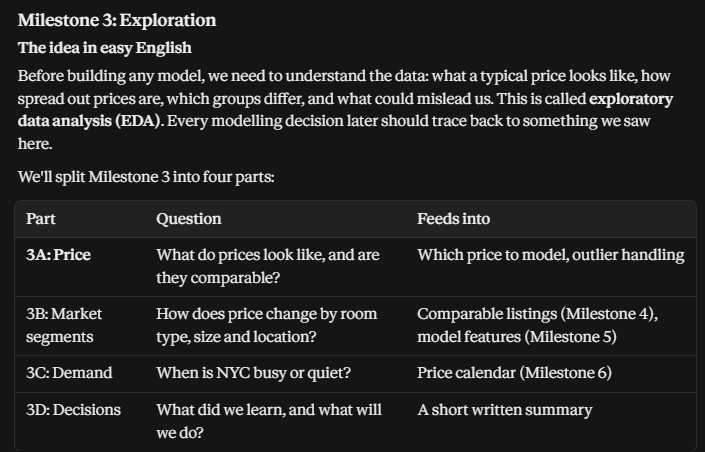 Milestone 3: Exploration
The idea in easy English
Before building any model, we need to understand the data: what a typical price looks like, how
spread out prices are, which groups differ, and what could mislead us. This is called exploratory
data analysis (EDA). Every modelling decision later should trace back to something we saw
here.
We'll split Milestone 3 into four parts:
Part Question Feeds into
3A: Price What do prices look like, and are Which price to model, outlier handling
they comparable?
3B: Market How does price change by room Comparable listings (Milestone 4),
segments type, size and location? model features (Milestone 5)
3C: Demand When is NYC busy or quiet? Price calendar (Milestone 6)
3D: Decisions What did we learn, and what will A short written summary
we do?